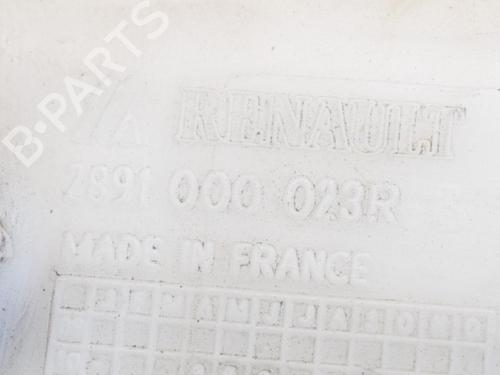 B-PARTS
RENAULT
2891 000 023R
MADE IN FRANCE
J F M A M J J A S O N D